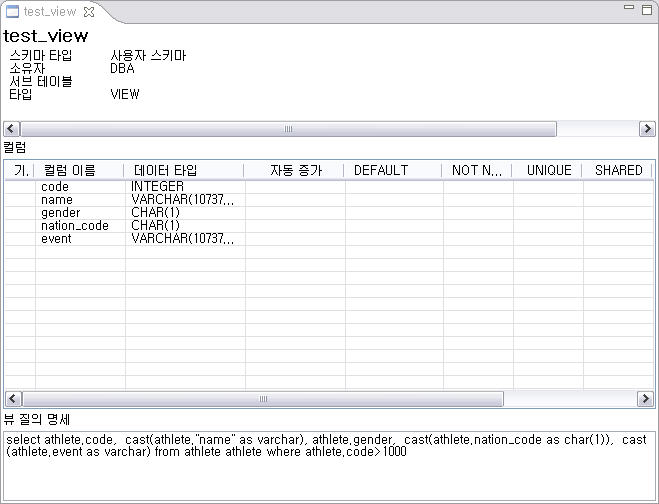 test_view
test_view
스키마 타입 사용자 스키마
소유자 DBA
서브 테이블
타입 VIEW
컬럼
기. 컬럼 이름 데이터 타입 자동 증가 DEFAULT NOT N... UNIQUE SHARED
code INTEGER
name VARCHAR(10737...
gender CHAR(1)
nation_code CHAR(1)
event VARCHAR(10737...
뷰 질의 명세
select athlete.code, cast(athlete."name" as varchar), athlete.gender, cast(athlete.nation_code as char(1)), cast
(athlete.event as varchar) from athlete athlete where athlete.code>1000